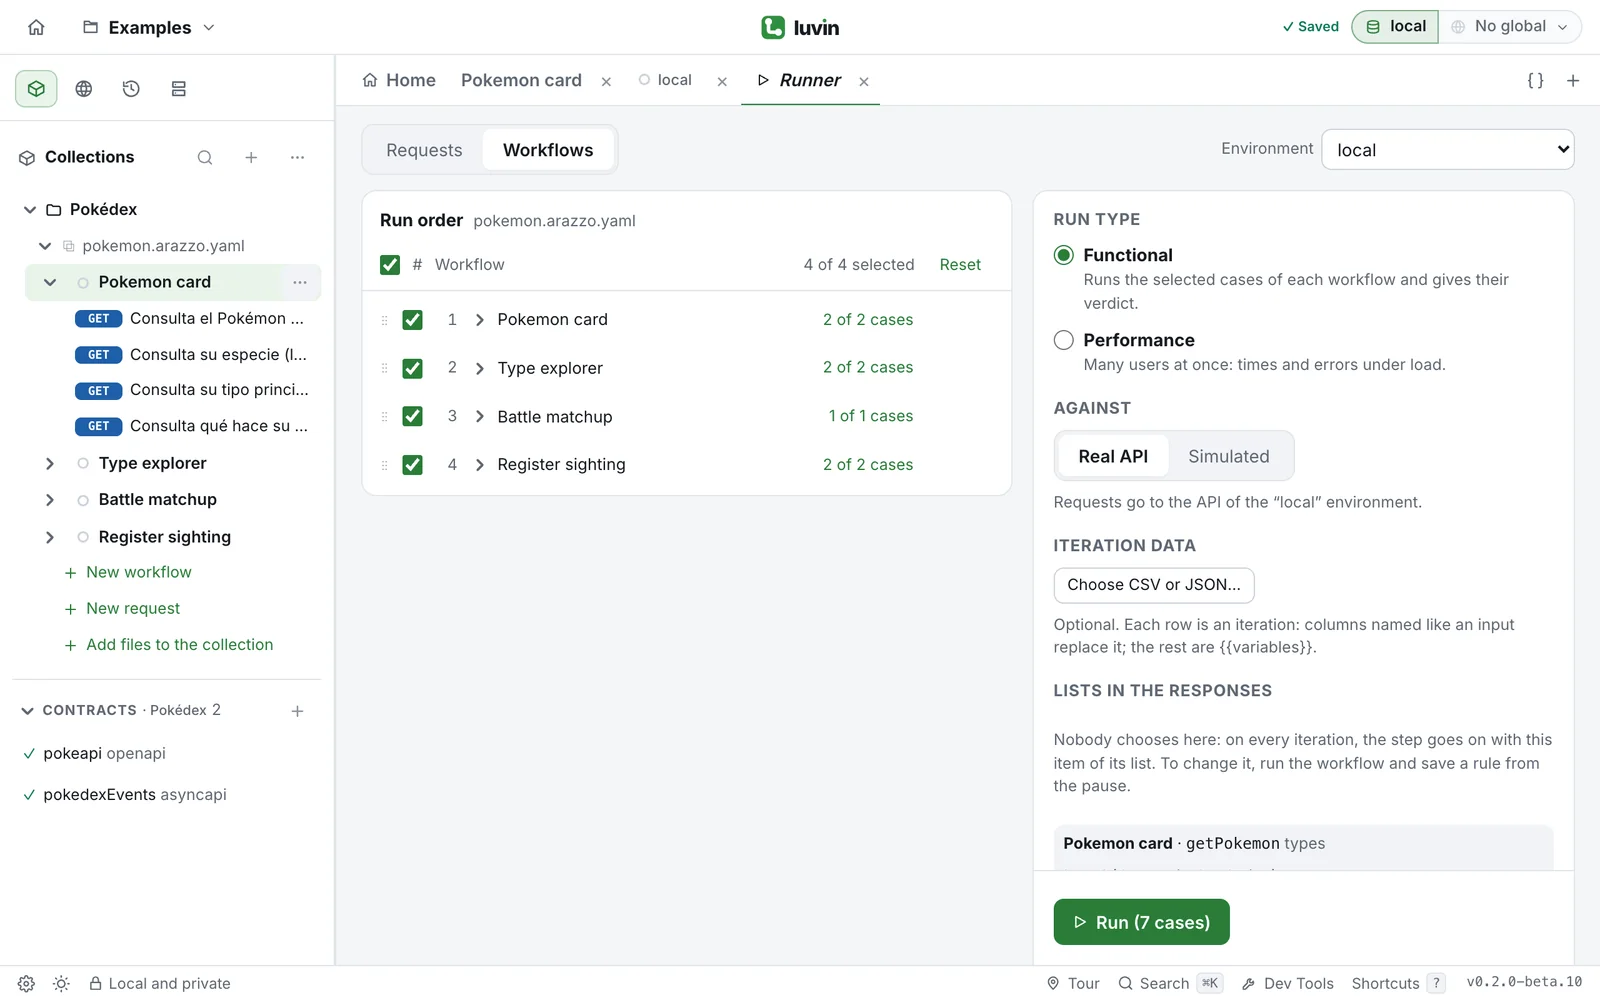 Examples
luvin
Saved
local
No global
Home
Pokemon card
local
Runner
{ }
Collections
Requests
Workflows
Environment
local
Pokédex
pokemon.arazzo.yaml
Pokemon card
GET Consulta el Pokémon ...
GET Consulta su especie (l...
GET Consulta su tipo princi...
GET Consulta qué hace su ...
Type explorer
Battle matchup
Register sighting
+ New workflow
+ New request
+ Add files to the collection
CONTRACTS · Pokédex 2
pokeapi openapi
pokedexEvents asyncapi
Run order pokemon.arazzo.yaml
# Workflow 4 of 4 selected Reset
1 Pokemon card 2 of 2 cases
2 Type explorer 2 of 2 cases
3 Battle matchup 1 of 1 cases
4 Register sighting 2 of 2 cases
RUN TYPE
Functional
Runs the selected cases of each workflow and gives their
verdict.
Performance
Many users at once: times and errors under load.
AGAINST
Real API Simulated
Requests go to the API of the “local” environment.
ITERATION DATA
Choose CSV or JSON...
Optional. Each row is an iteration: columns named like an input
replace it; the rest are {{variables}}.
LISTS IN THE RESPONSES
Nobody chooses here: on every iteration, the step goes on with this
item of its list. To change it, run the workflow and save a rule from
the pause.
Pokemon card · getPokemon types
Run (7 cases)
Local and private
Tour
Search ⌘K
Dev Tools
Shortcuts ?
v0.2.0-beta.10